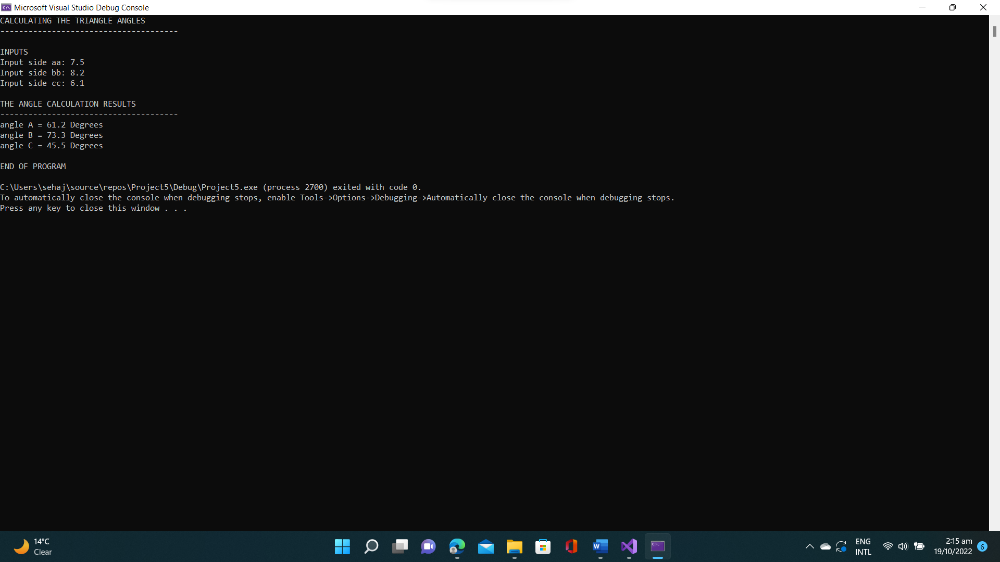 Microsoft Visual Studio Debug Console
CALCULATING THE TRIANGLE ANGLES
--------------------------------------
INPUTS
Input side aa: 7.5
Input side bb: 8.2
Input side cc: 6.1
THE ANGLE CALCULATION RESULTS
--------------------------------------
angle A = 61.2 Degrees
angle B = 73.3 Degrees
angle C = 45.5 Degrees
END OF PROGRAM
C:\Users\sehaj\source\repos\Project5\Debug\Project5.exe (process 2700) exited with code 0.
To automatically close the console when debugging stops, enable Tools->Options->Debugging->Automatically close the console when debugging stops.
Press any key to close this window . . .
14°C
Clear
ENG
INTL
2:15 am
19/10/2022
6